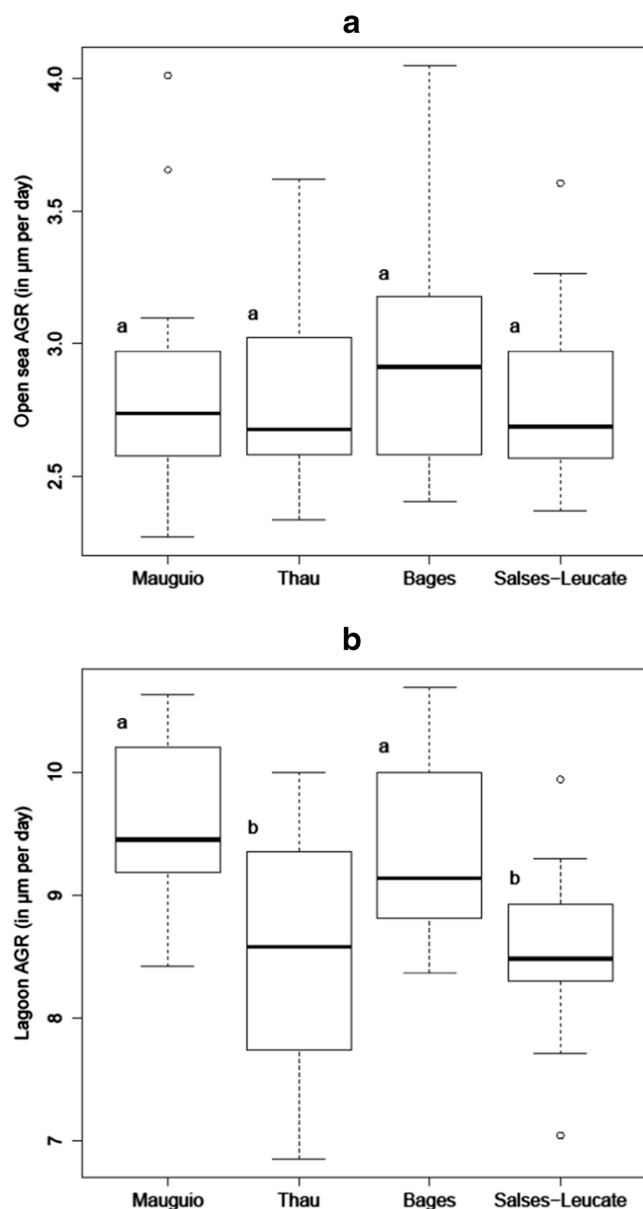 a
Open sea AGR (in µm per day)
4.0
3.5
3.0
2.5
a
a
a
a
Mauguio Thau Bages Salses−Leucate
b
Lagoon AGR (in µm per day)
10
9
8
7
a
b
a
b
Mauguio Thau Bages Salses−Leucate